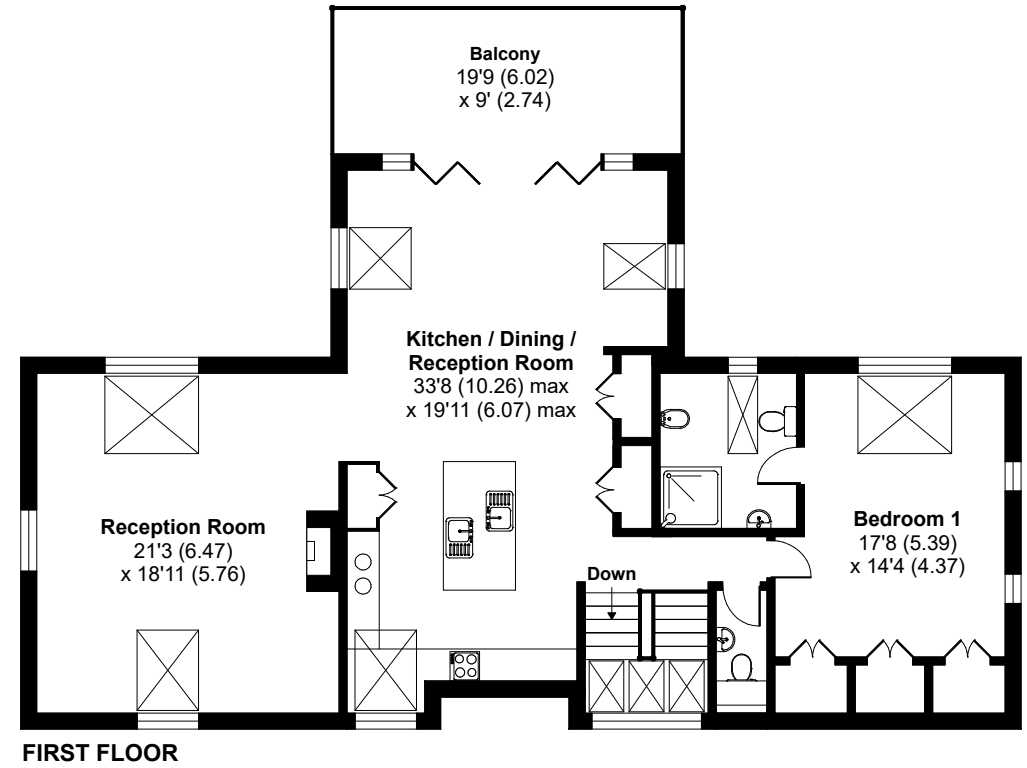 Balcony
19'9 (6.02)
x 9' (2.74)
Kitchen / Dining /
Reception Room
33'8 (10.26) max
x 19'11 (6.07) max
Reception Room
21'3 (6.47)
x 18'11 (5.76)
Bedroom 1
17'8 (5.39)
x 14'4 (4.37)
Down
FIRST FLOOR